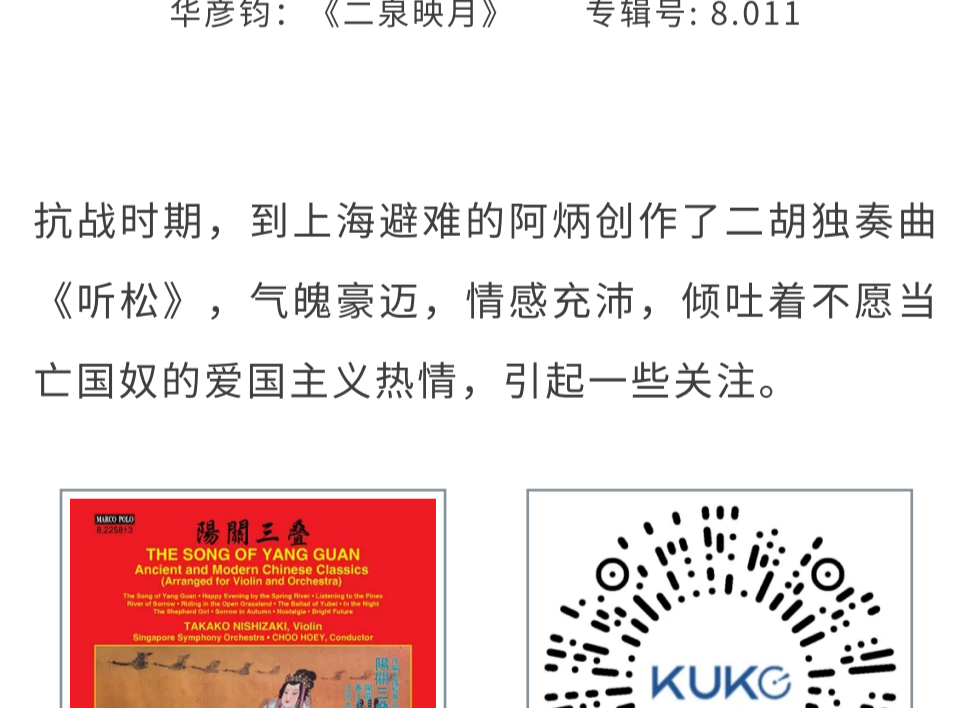 华彦钧：《二泉映月》 专辑号: 8.011
抗战时期，到上海避难的阿炳创作了二胡独奏曲
《听松》，气魄豪迈，情感充沛，倾吐着不愿当
亡国奴的爱国主义热情，引起一些关注。
MARCO POLO
8.225813
陽關三叠
THE SONG OF YANG GUAN
Ancient and Modern Chinese Classics
(Arranged for Violin and Orchestra)
The Song of Yang Guan • Happy Evening by the Spring River • Listening to the Pines
River of Sorrow • Riding in the Open Grassland • The Ballad of Yubei • In the Night
The Shepherd Girl • Sorrow in Autumn • Nostalgia • Bright Future
TAKAKO NISHIZAKI, Violin
Singapore Symphony Orchestra • CHOO HOEY, Conductor
陽關三
KUKE